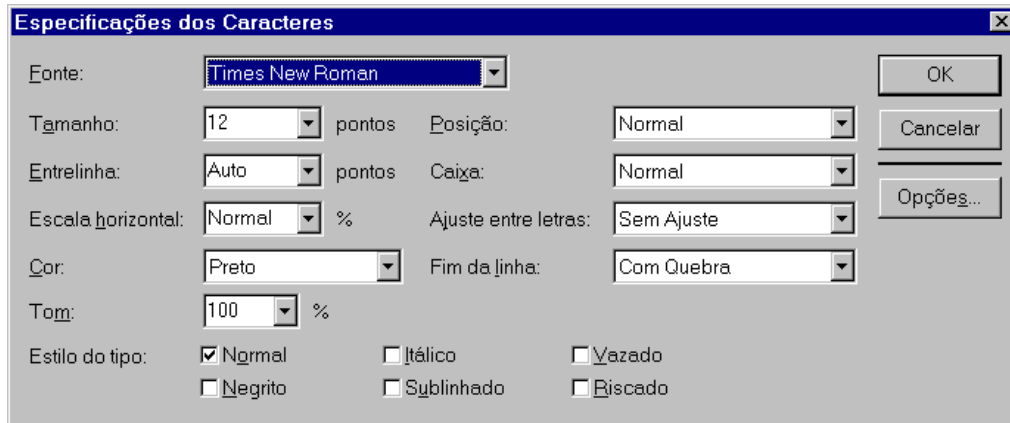 Especificações dos Caracteres
Fonte: Times New Roman OK
Tamanho: 12 pontos Posição: Normal Cancelar
Entrelinha: Auto pontos Caixa: Normal
Escala horizontal: Normal % Ajuste entre letras: Sem Ajuste Opções...
Cor: Preto Fim da linha: Com Quebra
Tom: 100 %
Estilo do tipo: Normal Itálico Vazado
Negrito Sublinhado Riscado